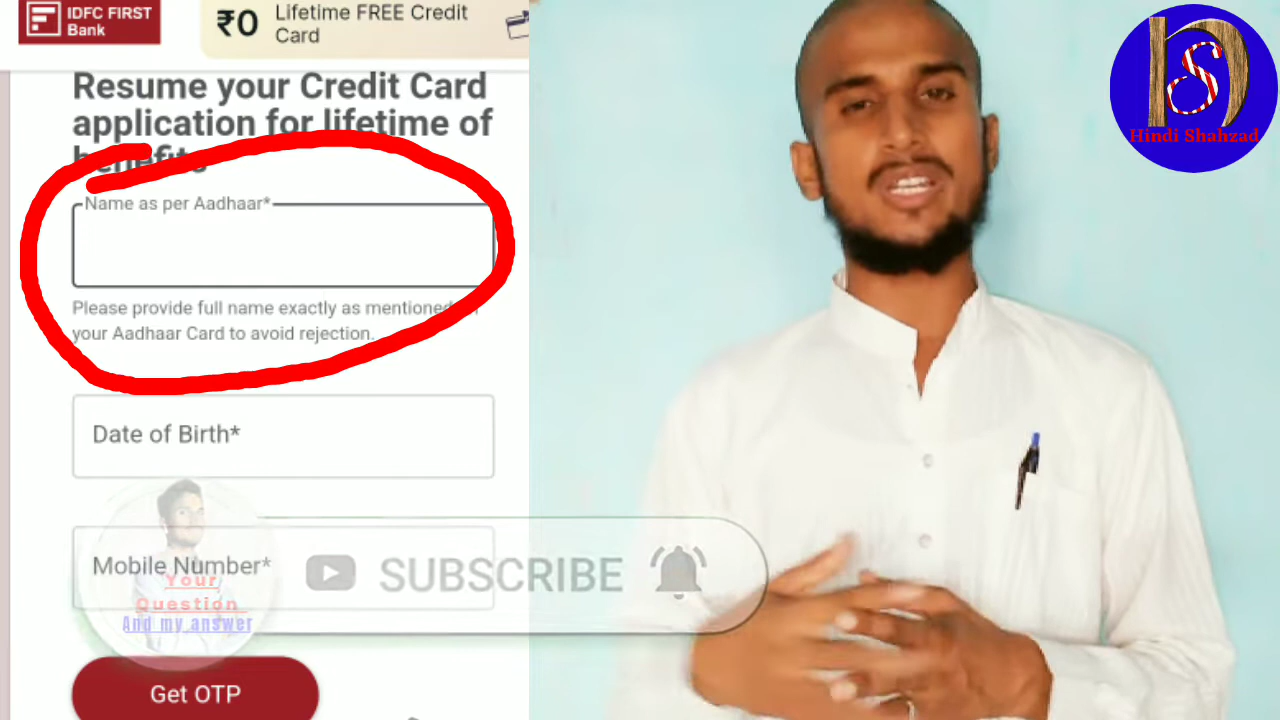 IDFC FIRST
Bank
₹0
Lifetime FREE Credit
Card
Resume your Credit Card
application for lifetime of
benefits
Name as per Aadhaar*
Please provide full name exactly as mentioned
your Aadhaar Card to avoid rejection.
Date of Birth*
Mobile Number*
Your
Question
And my answer
SUBSCRIBE
Get OTP
S
Hindi Shahzad